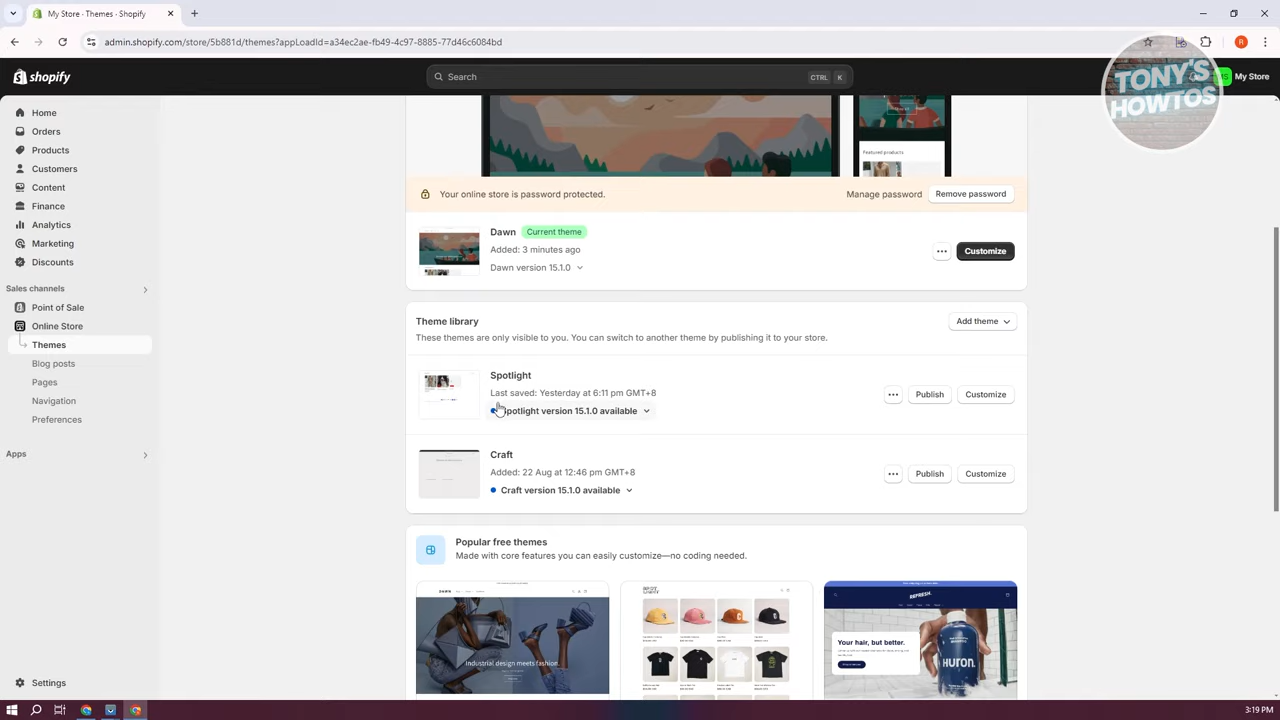 My Store · Themes · Shopify
admin.shopify.com/store/5b881d/themes?appLoadId=a34ec2ae-fb49-4c97-8885-77d46c6084bd
R
shopify
Search
CTRL
K
My Store
TONY'S
HOWTOS
Home
Orders
Products
Customers
Content
Finance
Analytics
Marketing
Discounts
Sales channels
Point of Sale
Online Store
Themes
Blog posts
Pages
Navigation
Preferences
Apps
Settings
Featured products
Your online store is password protected.
Manage password
Remove password
Dawn
Current theme
Added: 3 minutes ago
Dawn version 15.1.0
Customize
Theme library
Add theme
These themes are only visible to you. You can switch to another theme by publishing it to your store.
Spotlight
Last saved: Yesterday at 6:11 pm GMT+8
Spotlight version 15.1.0 available
Publish
Customize
Craft
Added: 22 Aug at 12:46 pm GMT+8
Craft version 15.1.0 available
Publish
Customize
Popular free themes
Made with core features you can easily customize—no coding needed.
Industrial design meets fashion.
REFRESH.
Your hair, but better.
HURON.
3:19 PM